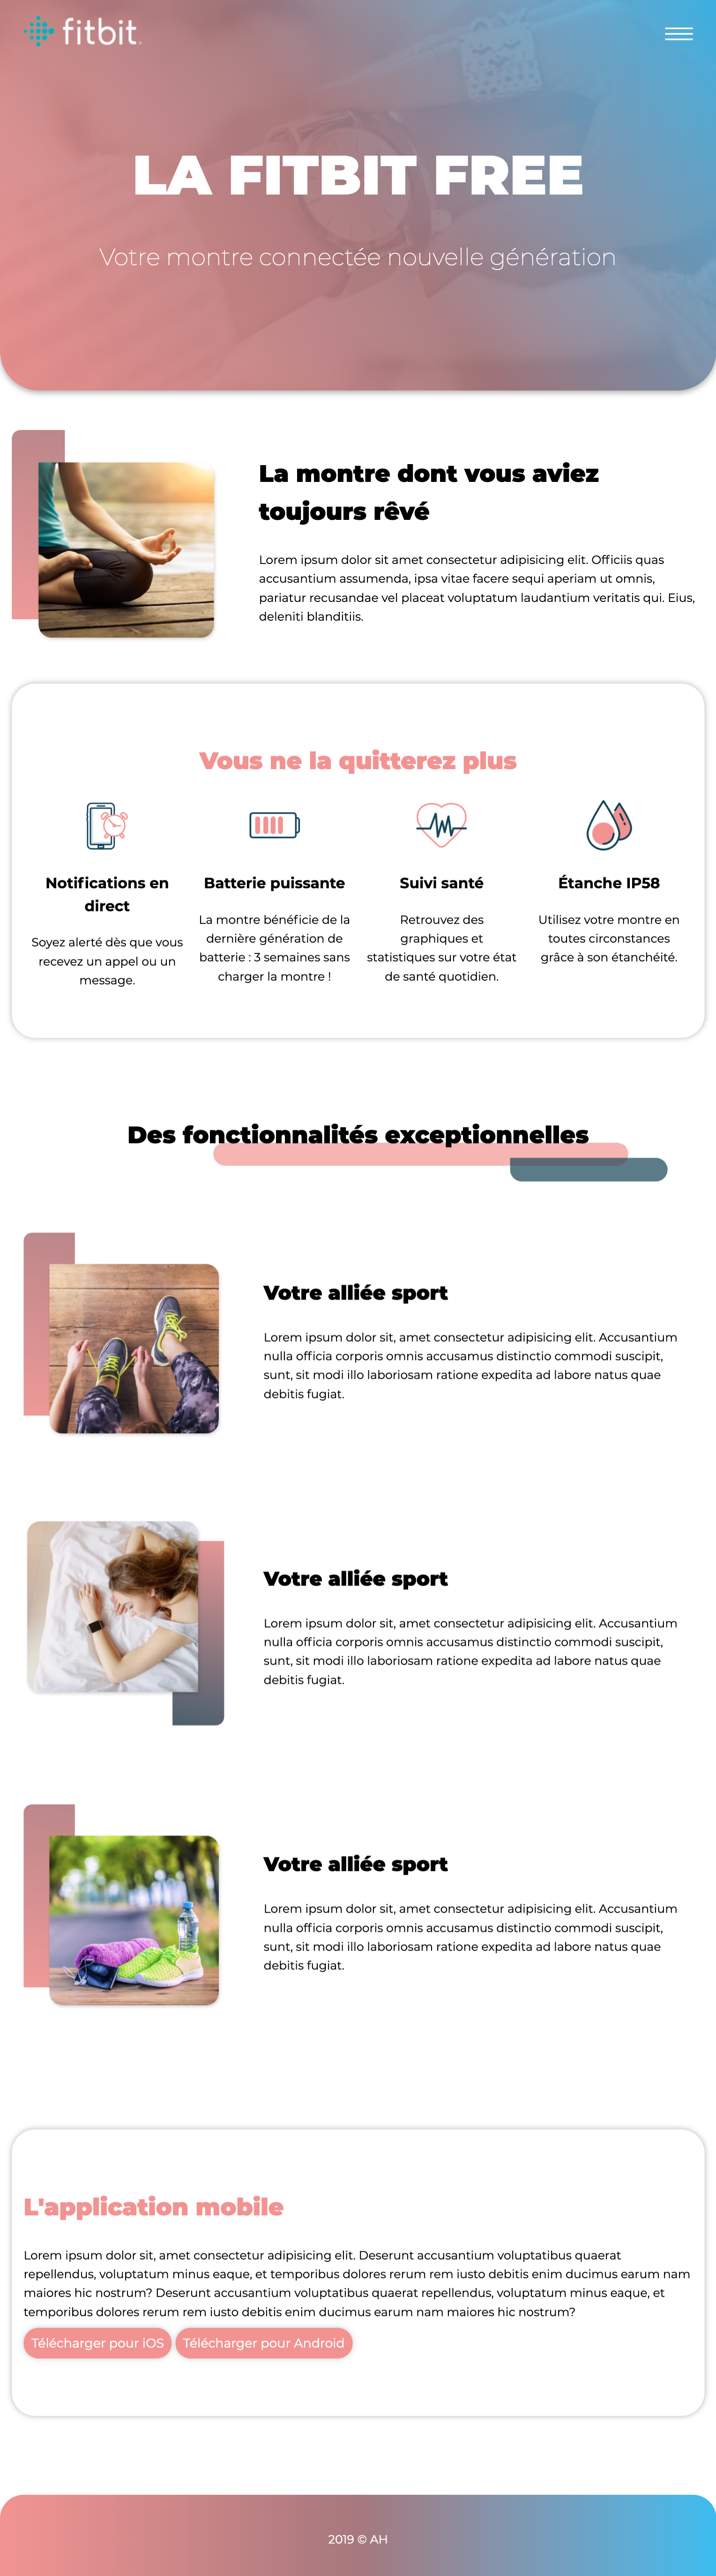 fitbit
LA FITBIT FREE
Votre montre connectée nouvelle génération
La montre dont vous aviez
toujours rêvé
Lorem ipsum dolor sit amet consectetur adipisicing elit. Officiis quas
accusantium assumenda, ipsa vitae facere sequi aperiam ut omnis,
pariatur recusandae vel placeat voluptatum laudantium veritatis qui. Eius,
deleniti blanditiis.
Vous ne la quitterez plus
Notifications en
direct
Soyez alerté dès que vous
recevez un appel ou un
message.
Batterie puissante
La montre bénéficie de la
dernière génération de
batterie : 3 semaines sans
charger la montre !
Suivi santé
Retrouvez des
graphiques et
statistiques sur votre état
de santé quotidien.
Étanche IP58
Utilisez votre montre en
toutes circonstances
grâce à son étanchéité.
Des fonctionnalités exceptionnelles
Votre alliée sport
Lorem ipsum dolor sit, amet consectetur adipisicing elit. Accusantium
nulla officia corporis omnis accusamus distinctio commodi suscipit,
sunt, sit modi illo laboriosam ratione expedita ad labore natus quae
debitis fugiat.
Votre alliée sport
Lorem ipsum dolor sit, amet consectetur adipisicing elit. Accusantium
nulla officia corporis omnis accusamus distinctio commodi suscipit,
sunt, sit modi illo laboriosam ratione expedita ad labore natus quae
debitis fugiat.
Votre alliée sport
Lorem ipsum dolor sit, amet consectetur adipisicing elit. Accusantium
nulla officia corporis omnis accusamus distinctio commodi suscipit,
sunt, sit modi illo laboriosam ratione expedita ad labore natus quae
debitis fugiat.
L'application mobile
Lorem ipsum dolor sit, amet consectetur adipisicing elit. Deserunt accusantium voluptatibus quaerat
repellendus, voluptatum minus eaque, et temporibus dolores rerum rem iusto debitis enim ducimus earum nam
maiores hic nostrum? Deserunt accusantium voluptatibus quaerat repellendus, voluptatum minus eaque, et
temporibus dolores rerum rem iusto debitis enim ducimus earum nam maiores hic nostrum?
Télécharger pour iOS Télécharger pour Android
2019 © AH